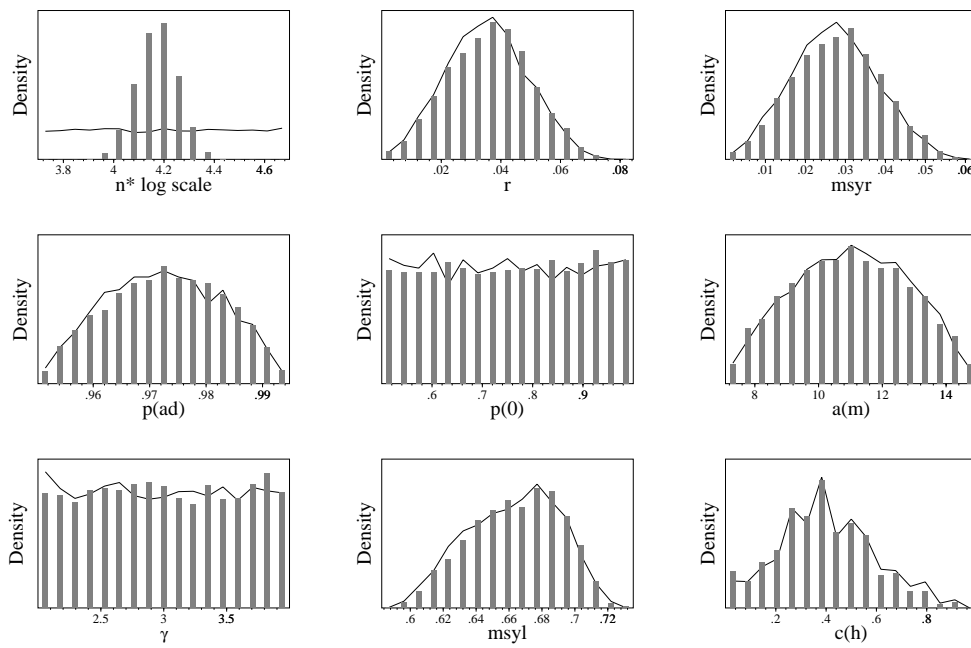 Density
3.8 4 4.2 4.4 4.6
n* log scale
Density
.02 .04 .06 .08
r
Density
.01 .02 .03 .04 .05 .06
msyr
Density
.96 .97 .98 .99
p(ad)
Density
.6 .7 .8 .9
p(0)
Density
8 10 12 14
a(m)
Density
2.5 3 3.5
γ
Density
.6 .62 .64 .66 .68 .7 .72
msyl
Density
.2 .4 .6 .8
c(h)